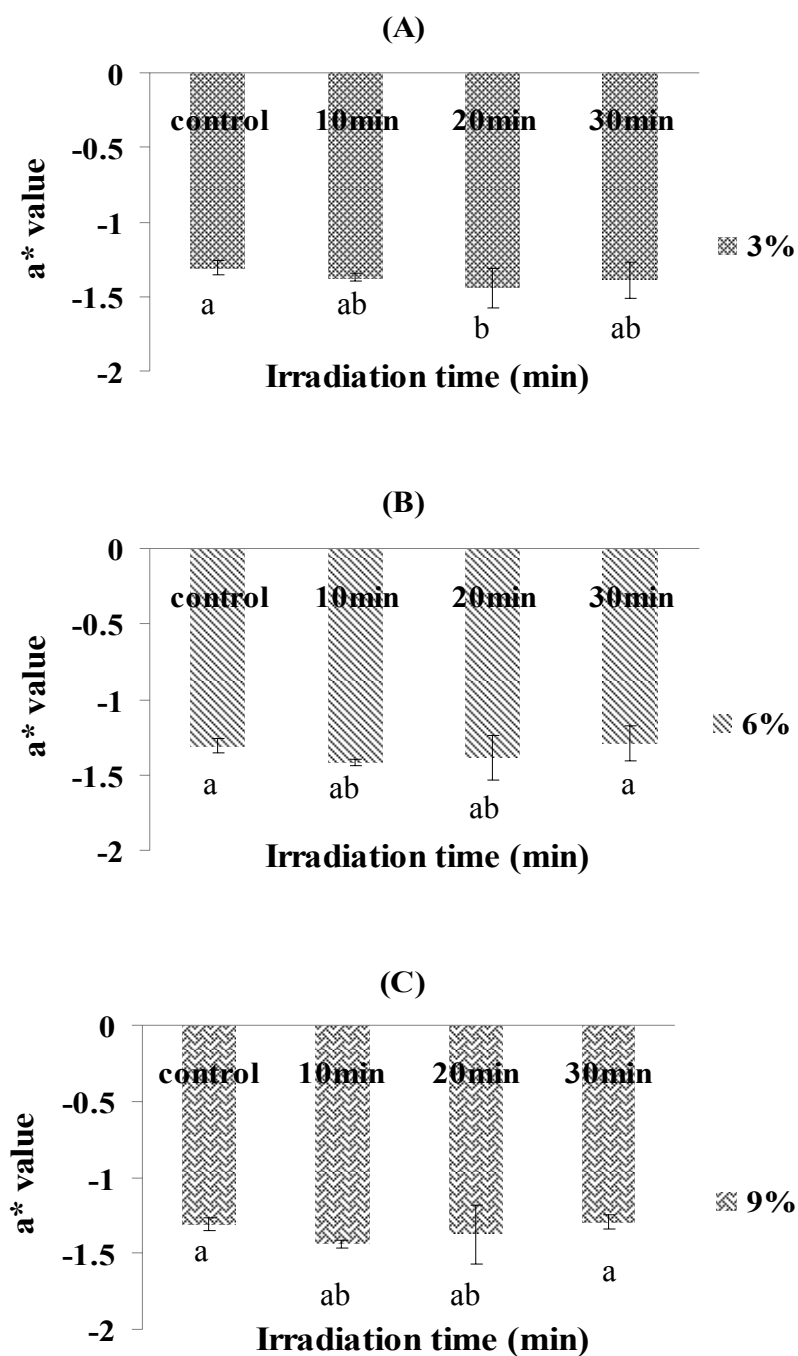 (A)
0
control 10min 20min 30min
-0.5
-1
-1.5
-2
a* value
a ab b ab
Irradiation time (min)
3%
(B)
0
control 10min 20min 30min
-0.5
-1
-1.5
-2
a* value
a ab ab a
Irradiation time (min)
6%
(C)
0
control 10min 20min 30min
-0.5
-1
-1.5
-2
a* value
a ab ab a
Irradiation time (min)
9%